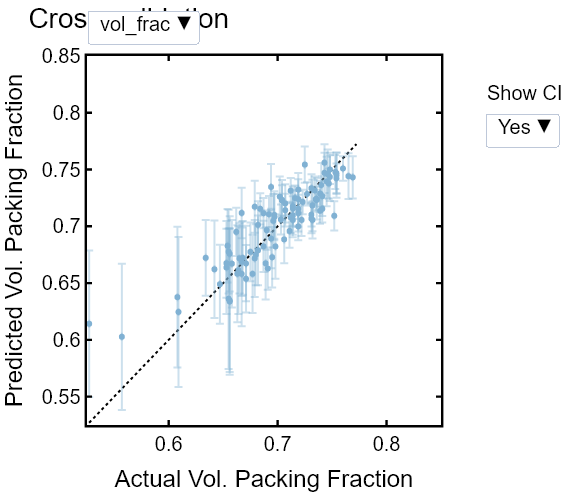 Cros
on
vol_frac ▼
Show CI
Yes ▼
Predicted Vol. Packing Fraction
0.85
0.8
0.75
0.7
0.65
0.6
0.55
0.6 0.7 0.8
Actual Vol. Packing Fraction